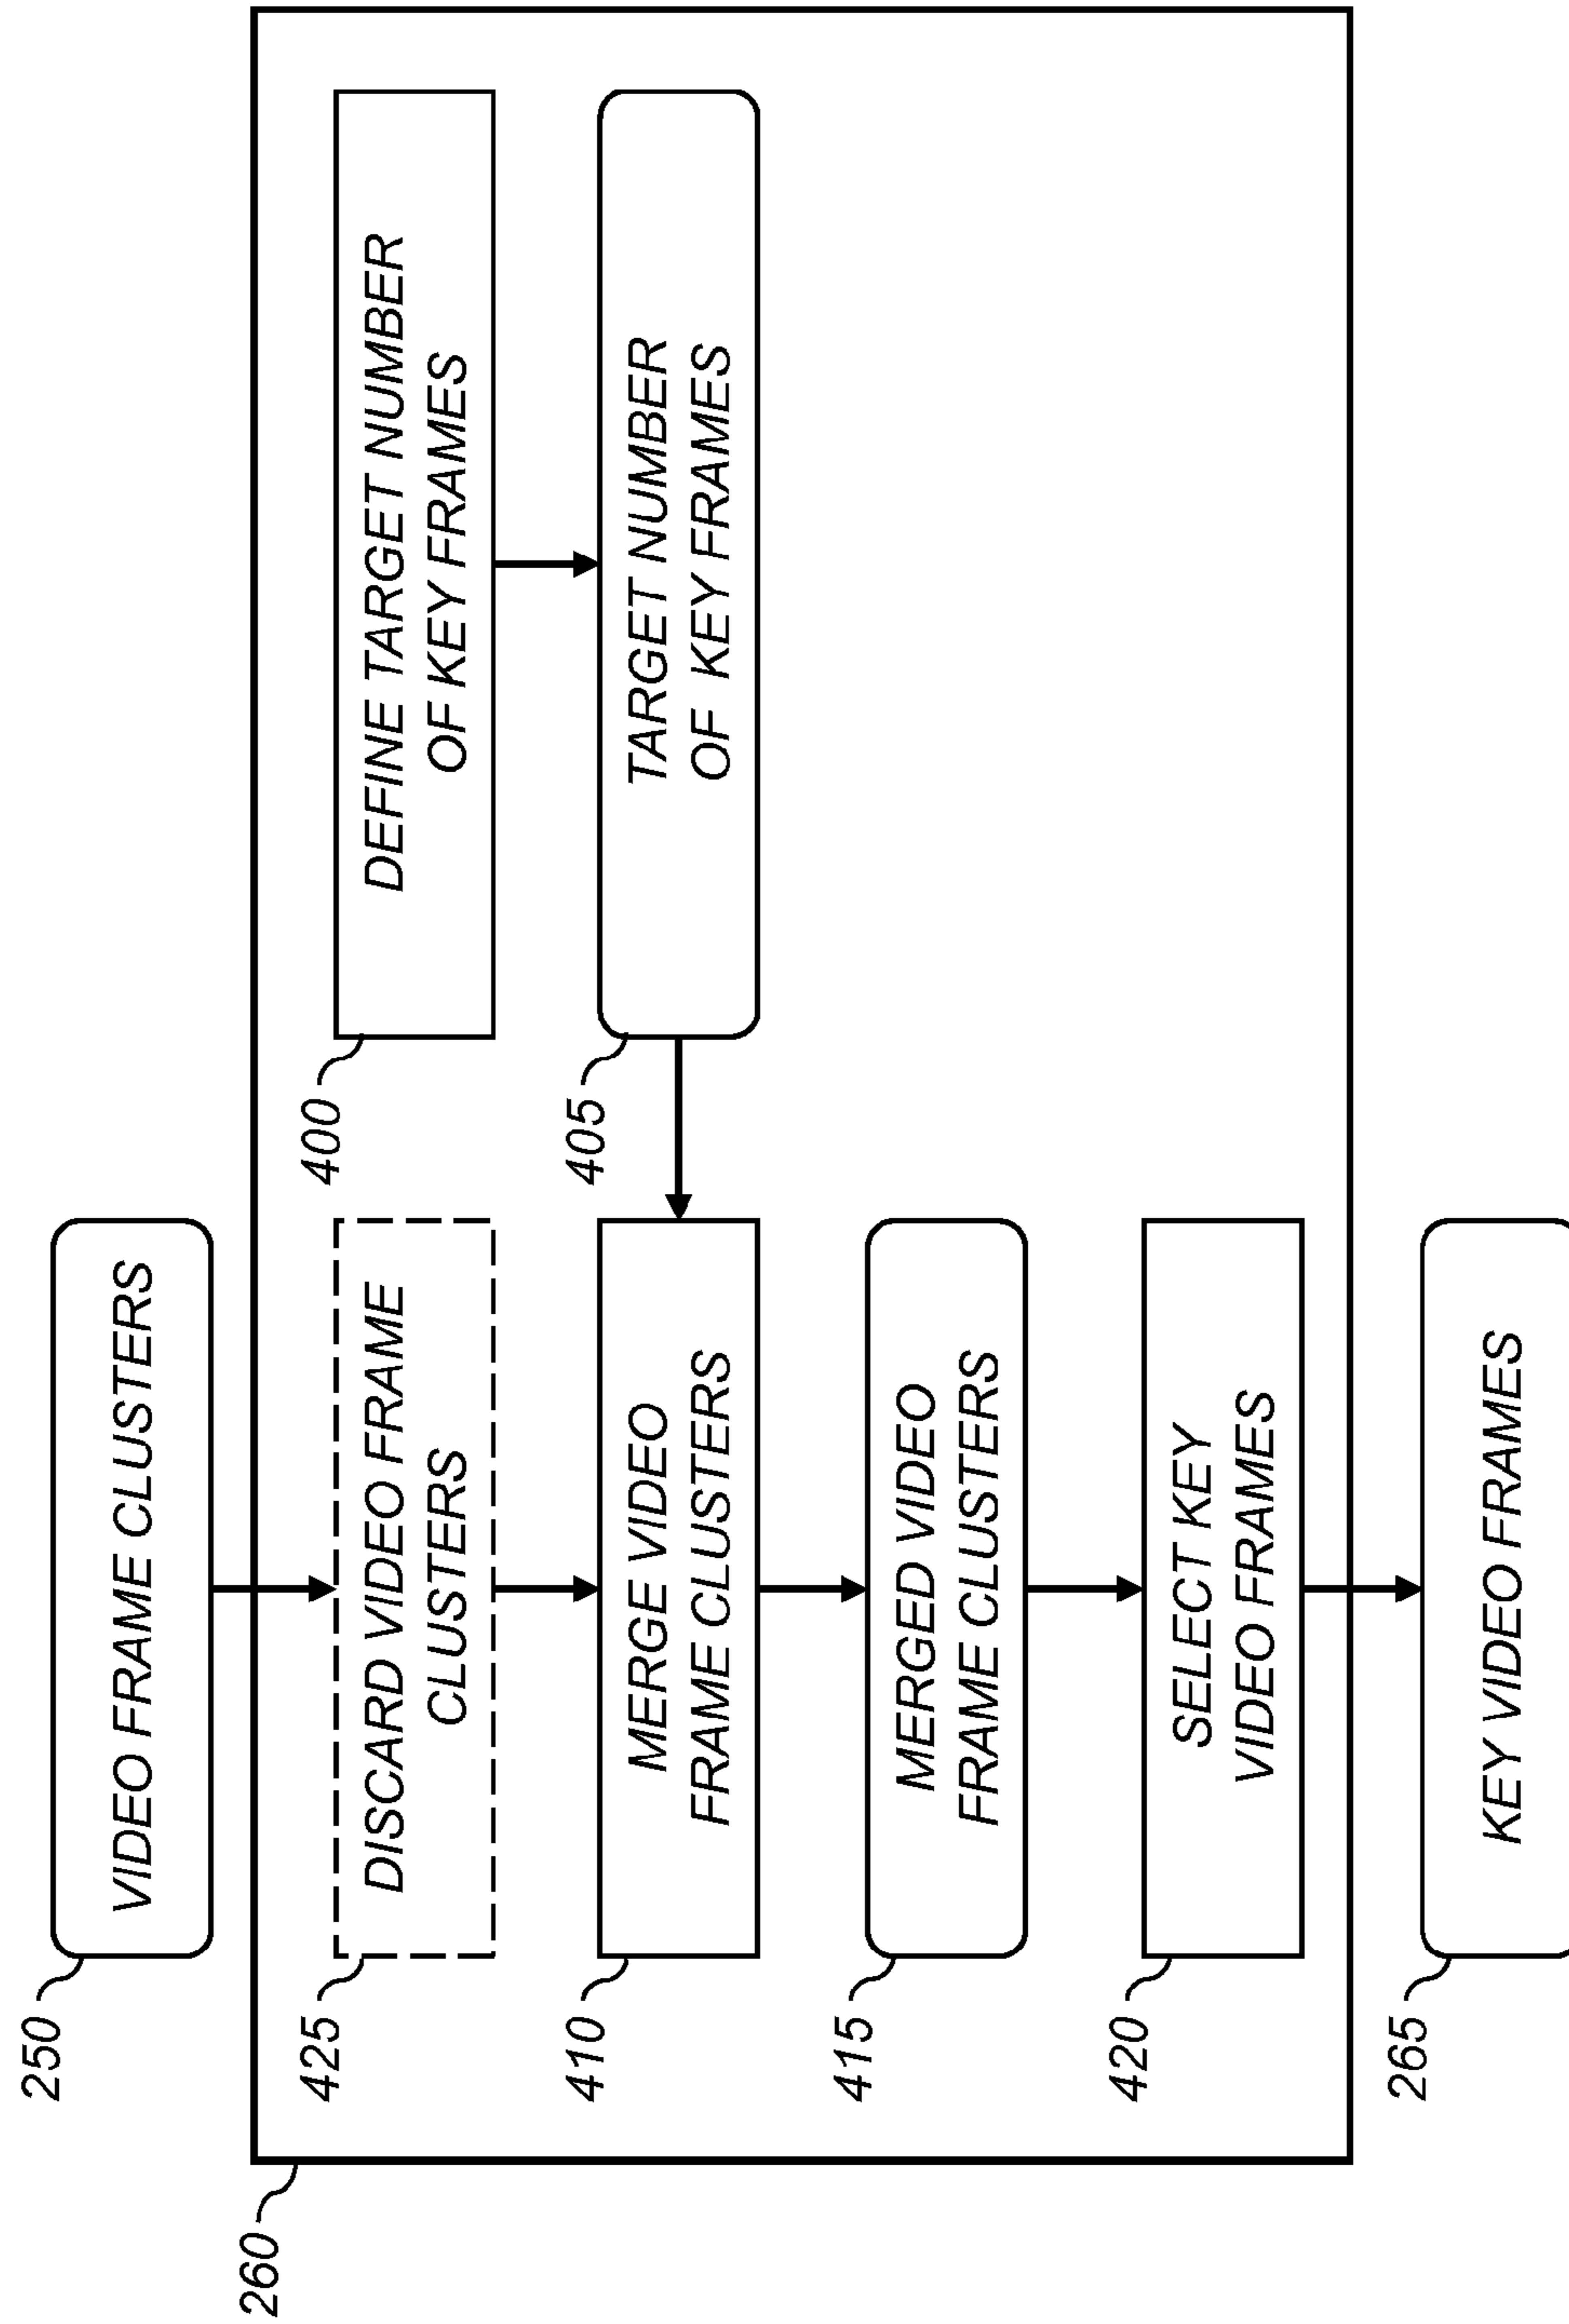 250
VIDEO FRAME CLUSTERS
260
425
DISCARD VIDEO FRAME
CLUSTERS
400
DEFINE TARGET NUMBER
OF KEY FRAMES
410
MERGE VIDEO
FRAME CLUSTERS
405
TARGET NUMBER
OF KEY FRAMES
415
MERGED VIDEO
FRAME CLUSTERS
420
SELECT KEY
VIDEO FRAMES
265
KEY VIDEO FRAMES